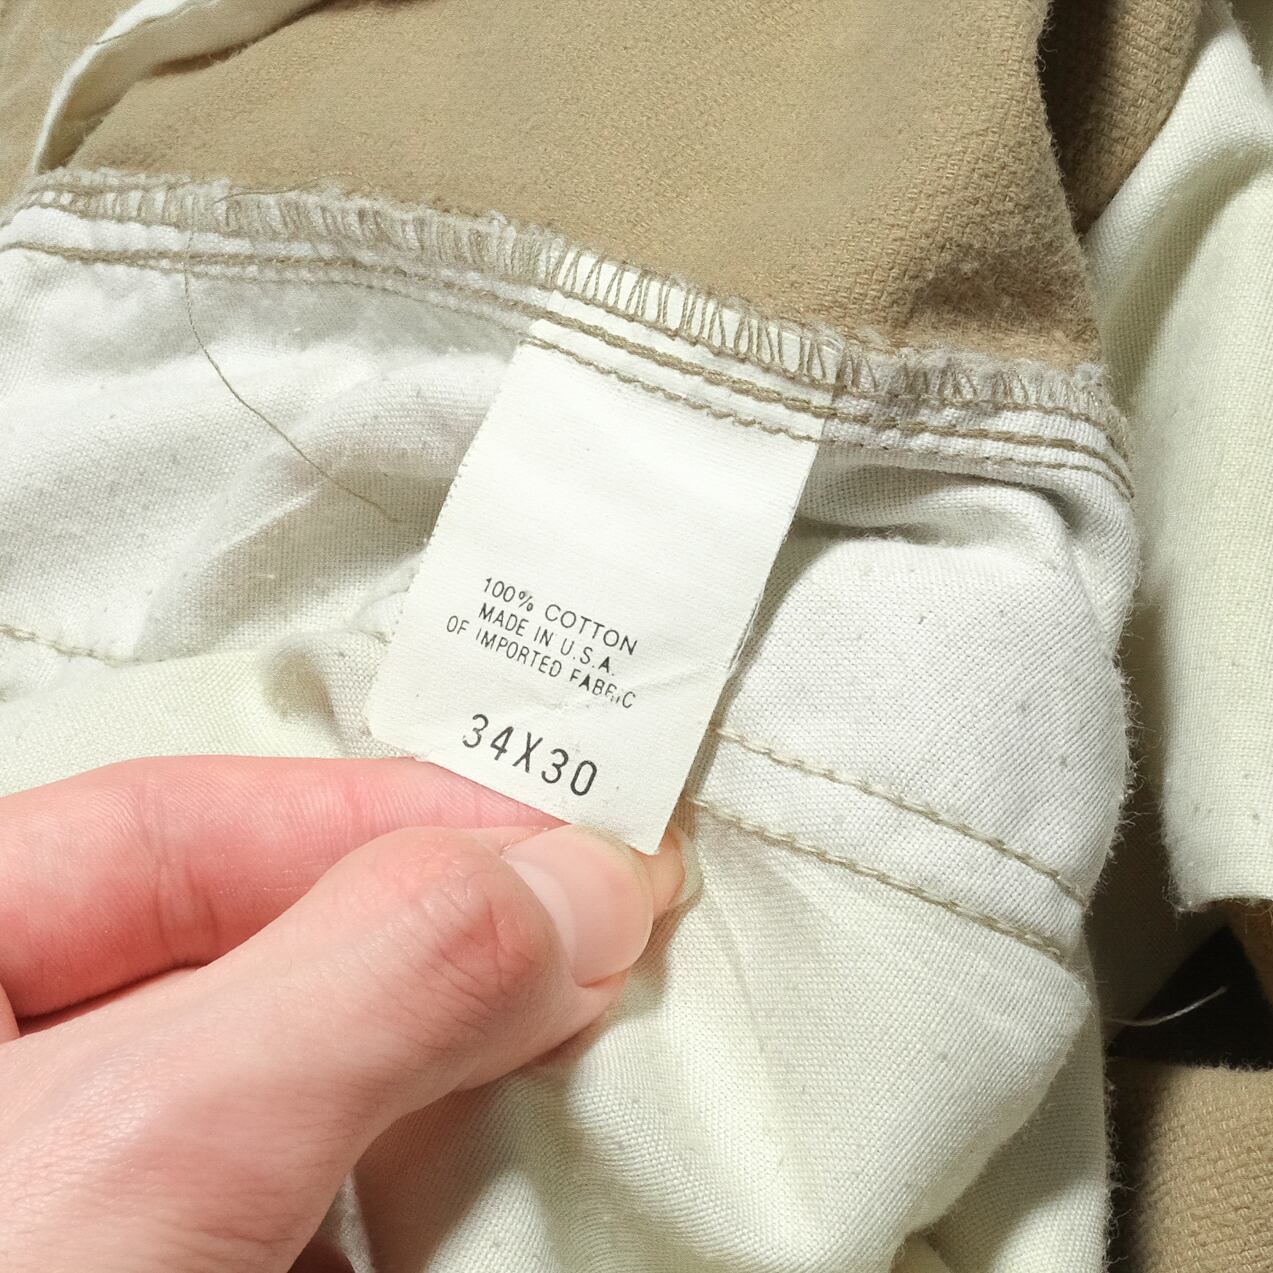 100% COTTON
MADE IN U.S.A.
OF IMPORTED FABRIC
34X30